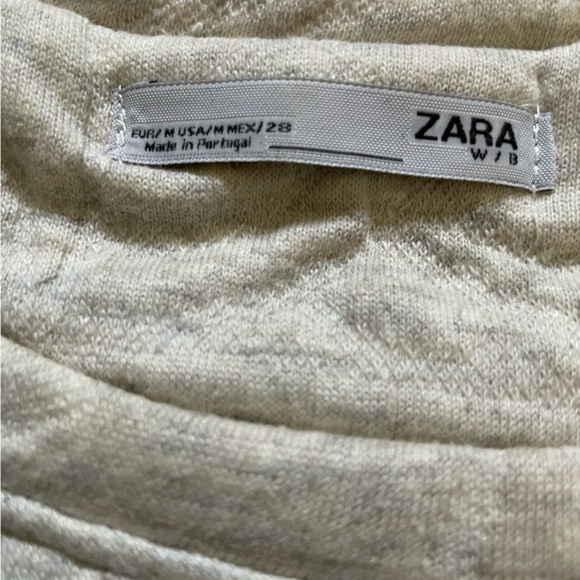 EUR/M USA/M MEX/28
Made in Portugal
ZARA
W / B